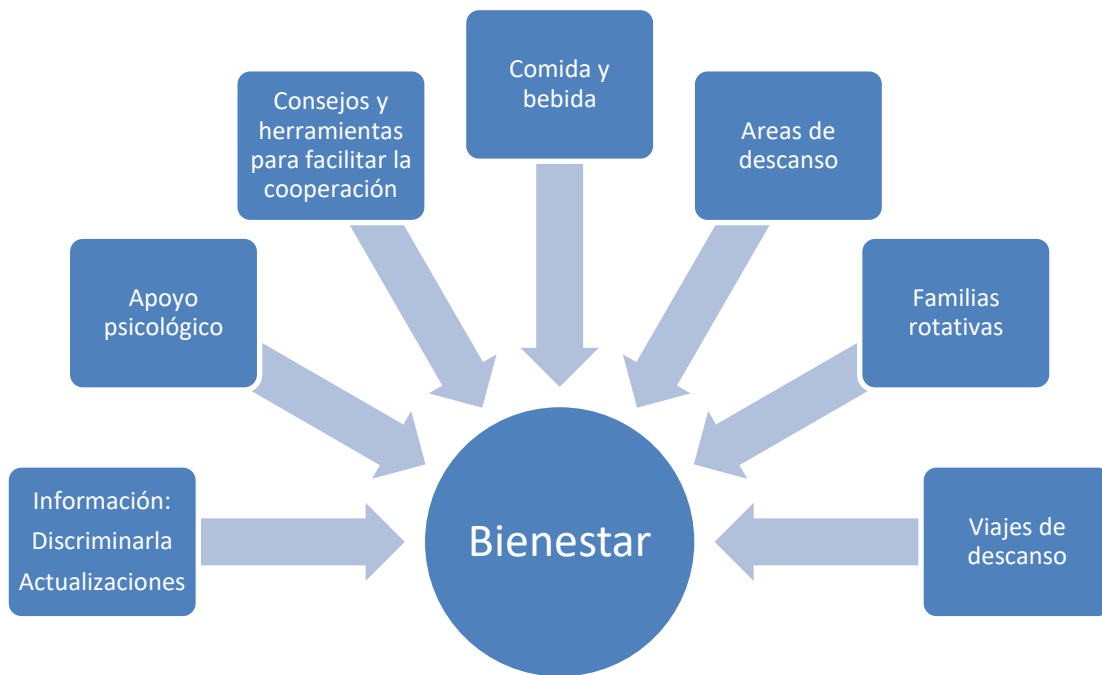 Comida y
bebida
Consejos y
herramientas
para facilitar la
cooperación
Areas de
descanso
Apoyo
psicológico
Familias
rotativas
Información:
Discriminarla
Actualizaciones
Bienestar
Viajes de
descanso